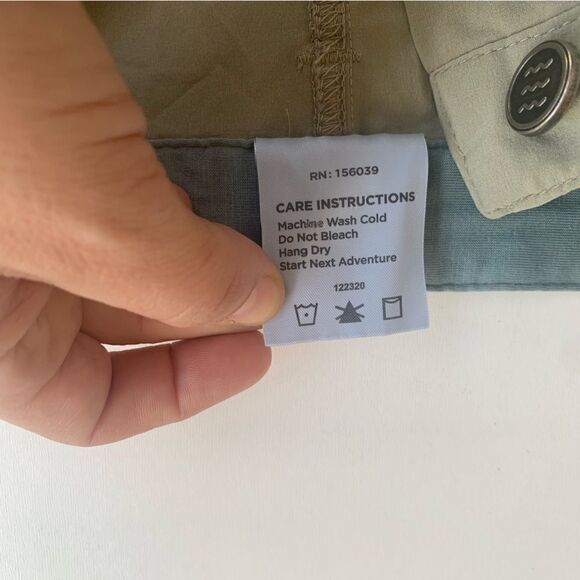 RN: 156039
CARE INSTRUCTIONS
Machine Wash Cold
Do Not Bleach
Hang Dry
Start Next Adventure
122320